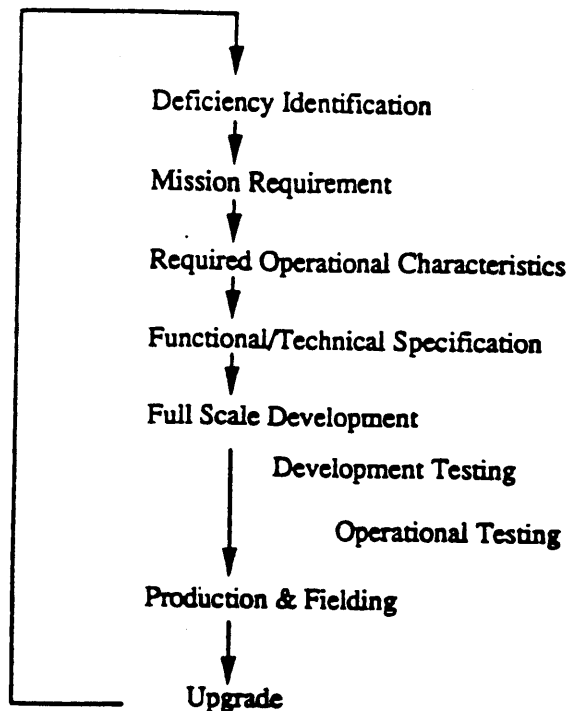 Deficiency Identification
Mission Requirement
Required Operational Characteristics
Functional/Technical Specification
Full Scale Development
Development Testing
Operational Testing
Production & Fielding
Upgrade